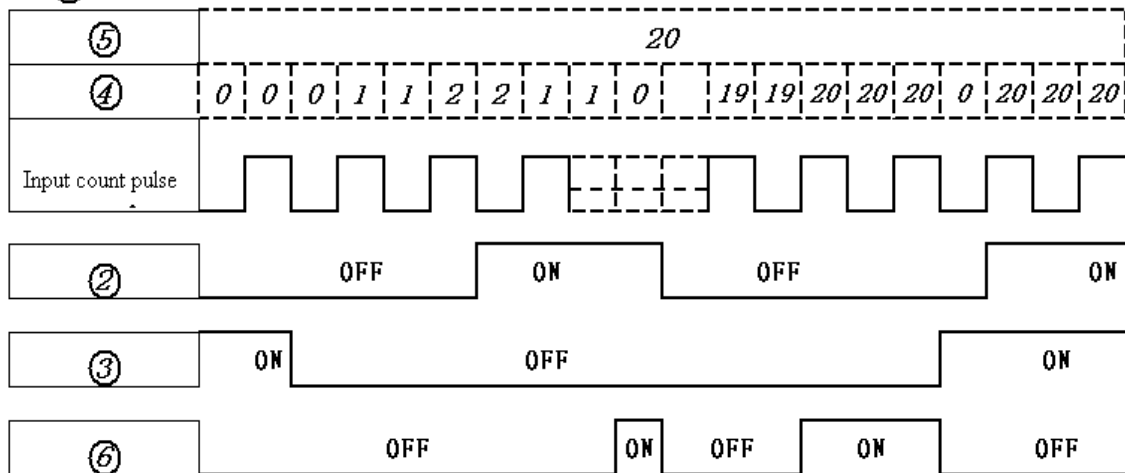 ⑤ 20
④ 0 0 0 1 1 2 2 1 1 0 19 19 20 20 20 0 20 20 20
Input count pulse
② OFF ON OFF ON
③ ON OFF ON
⑥ OFF ON OFF ON OFF